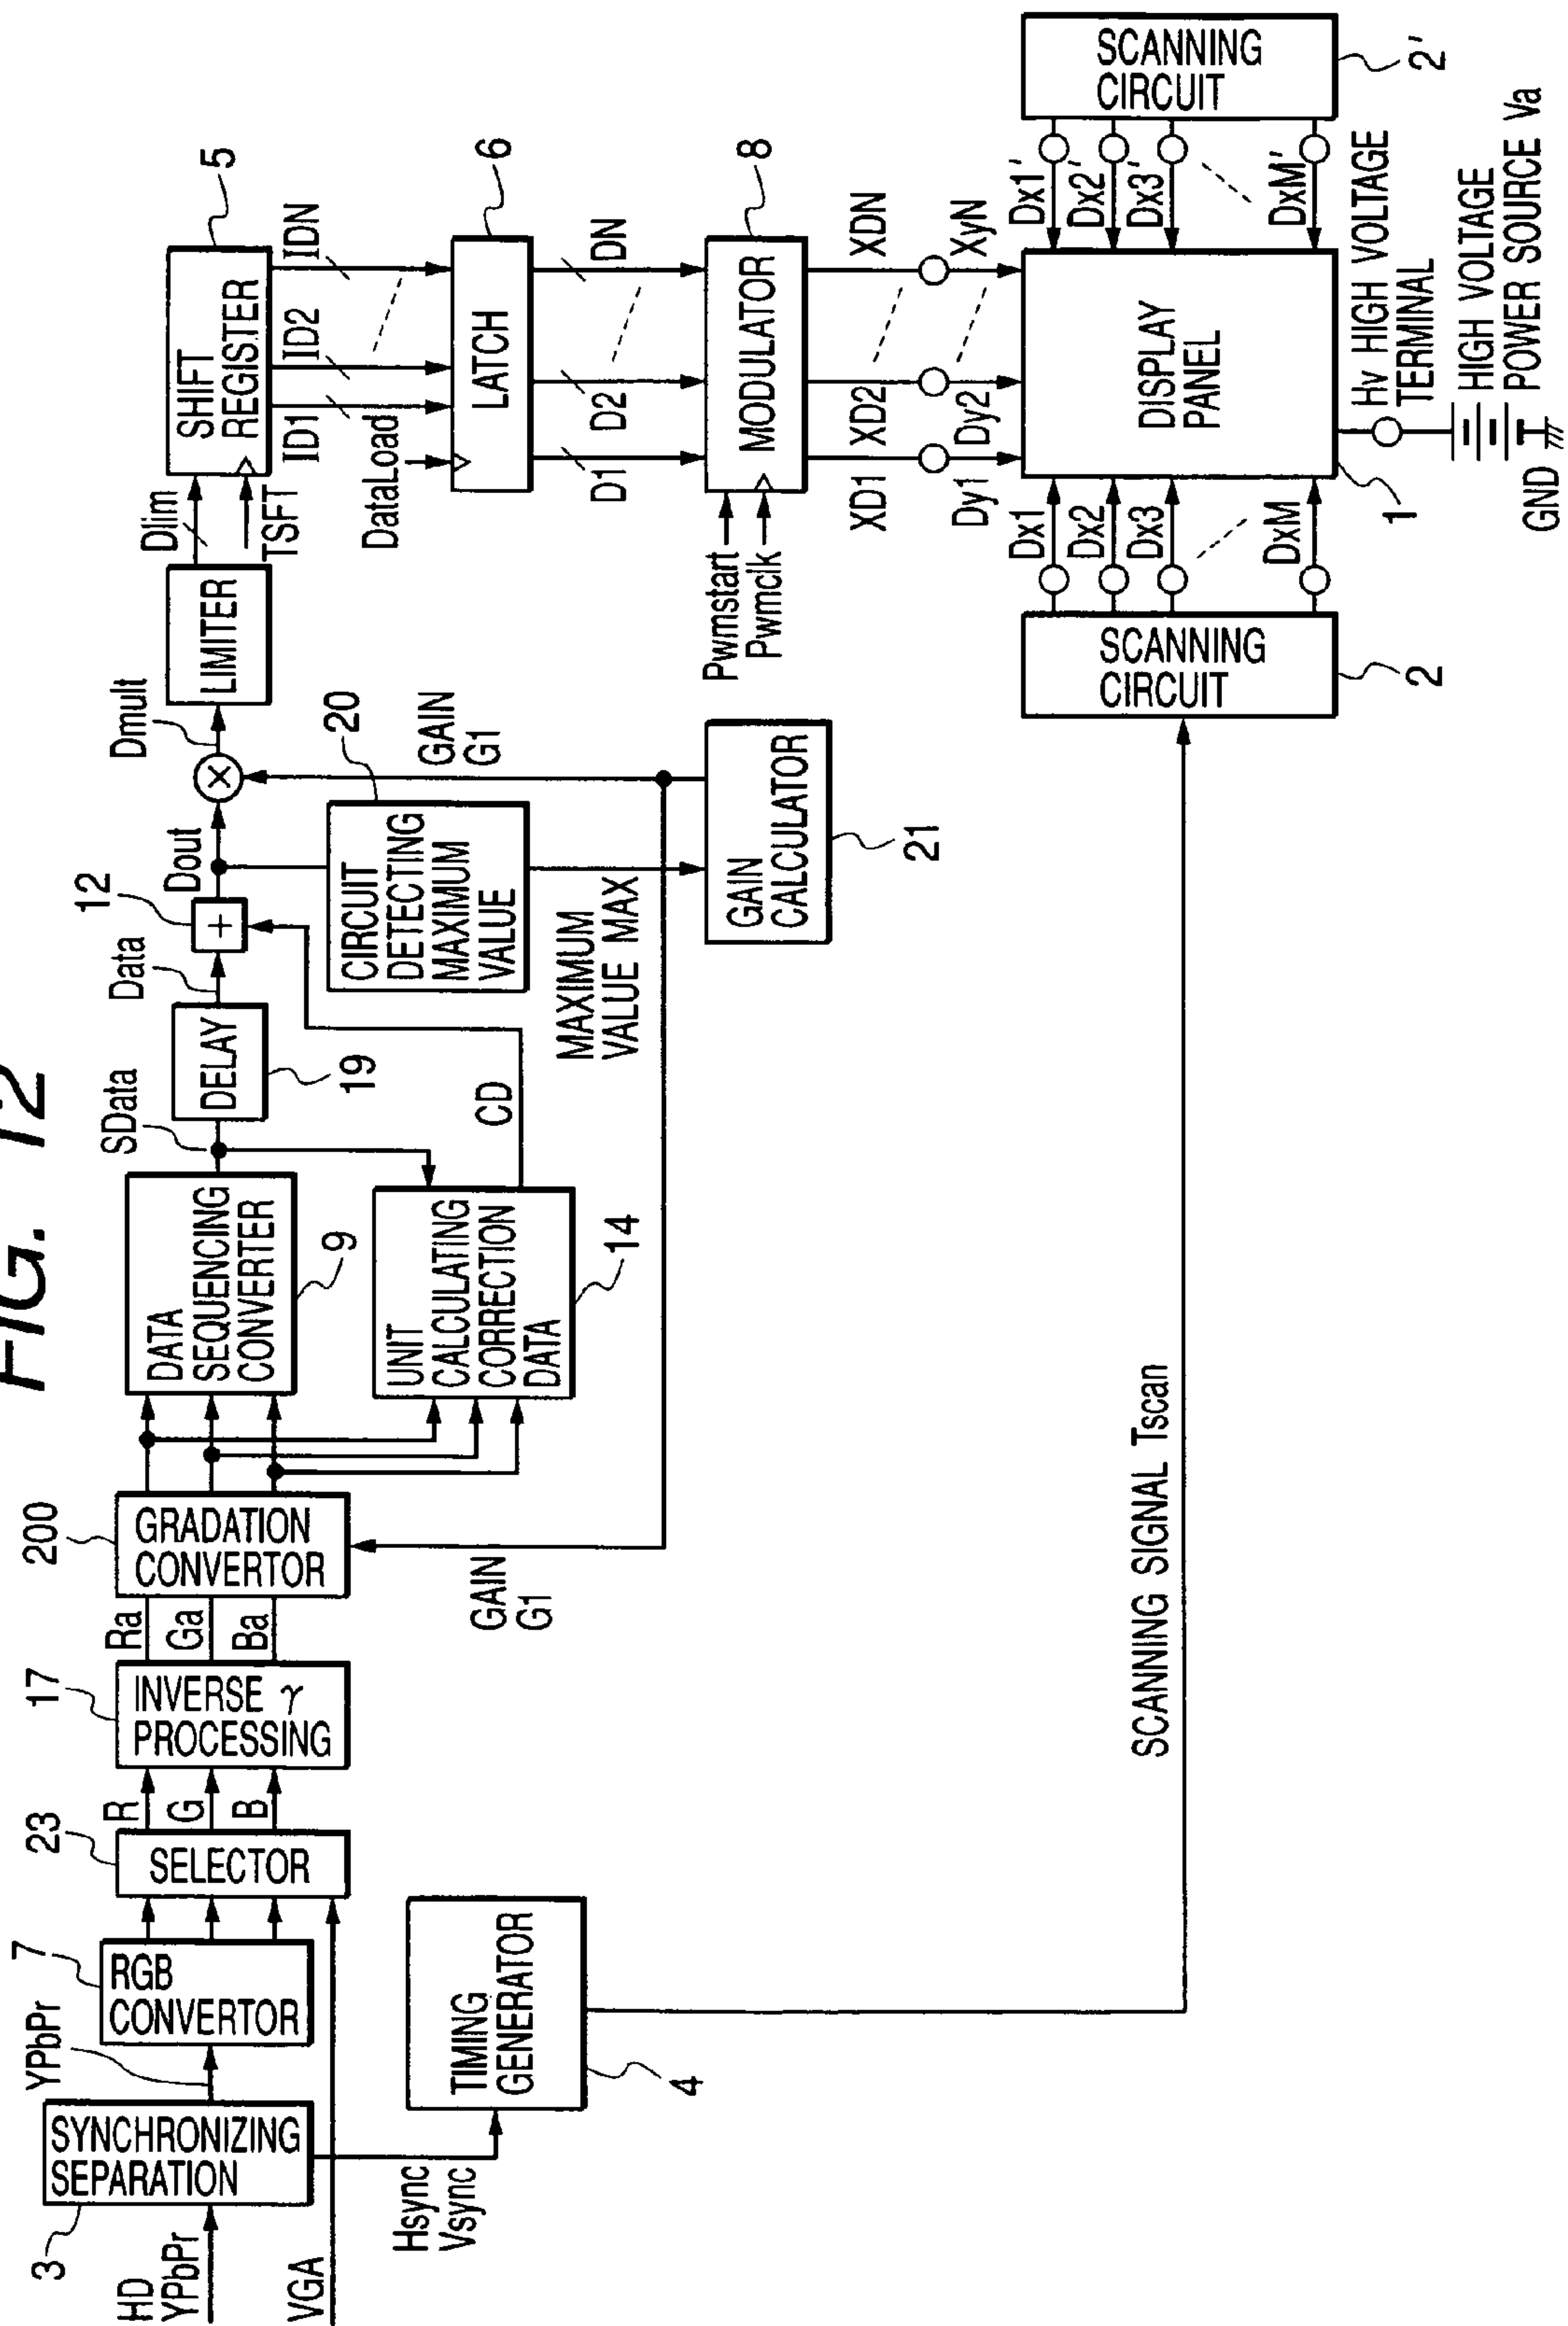 FIG. 12
HD
YPbPr
VGA
3
SYNCHRONIZING
SEPARATION
YPbPr
Hsync
Vsync
7
RGB
CONVERTOR
TIMING
GENERATOR
4
23
SELECTOR
R
G
B
17
INVERSE γ
PROCESSING
Ra
Ga
Ba
200
GRADATION
CONVERTOR
GAIN
G1
DATA
SEQUENCING
CONVERTER
9
UNIT
CALCULATING
CORRECTION
DATA
14
SData
DELAY
19
CD
Data
12
Dout
CIRCUIT
DETECTING
MAXIMUM
VALUE
20
MAXIMUM
VALUE MAX
GAIN
CALCULATOR
21
GAIN
G1
Dmult
LIMITER
Dlim
TSFT
SHIFT
REGISTER
5
ID1
ID2
IDN
DataLoad
LATCH
6
D1
D2
DN
Pwmstart
Pwmclk
MODULATOR
8
XD1
XD2
XDN
Dy1
Dy2
XyN
SCANNING SIGNAL Tscan
SCANNING
CIRCUIT
2
Dx1
Dx2
Dx3
DxM
DISPLAY
PANEL
1
Dx1'
Dx2'
Dx3'
DxM'
SCANNING
CIRCUIT
2'
Hv HIGH VOLTAGE
TERMINAL
HIGH VOLTAGE
POWER SOURCE Va
GND